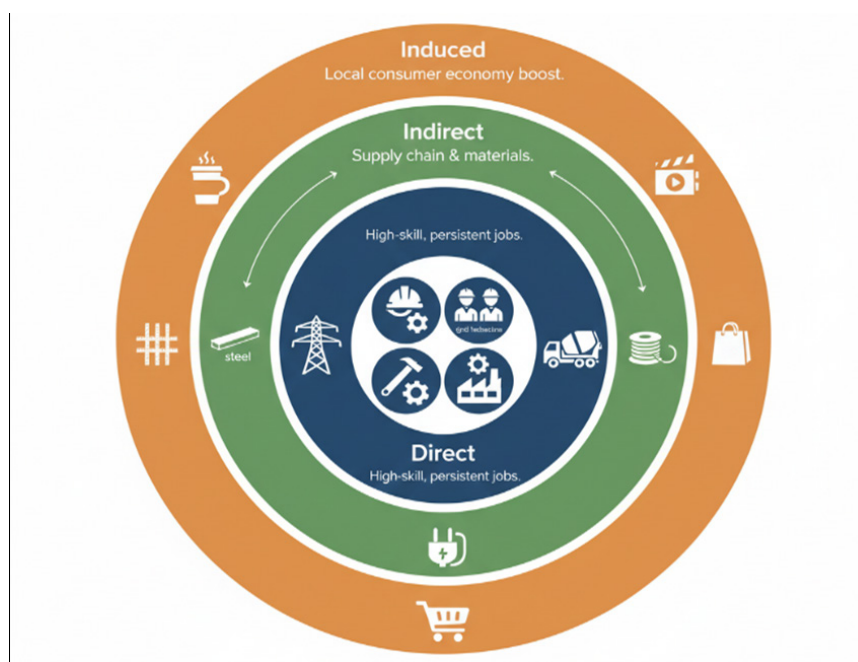 Induced
Local consumer economy boost.
Indirect
Supply chain & materials.
High-skill, persistent jobs.
steel
Direct
High-skill, persistent jobs.